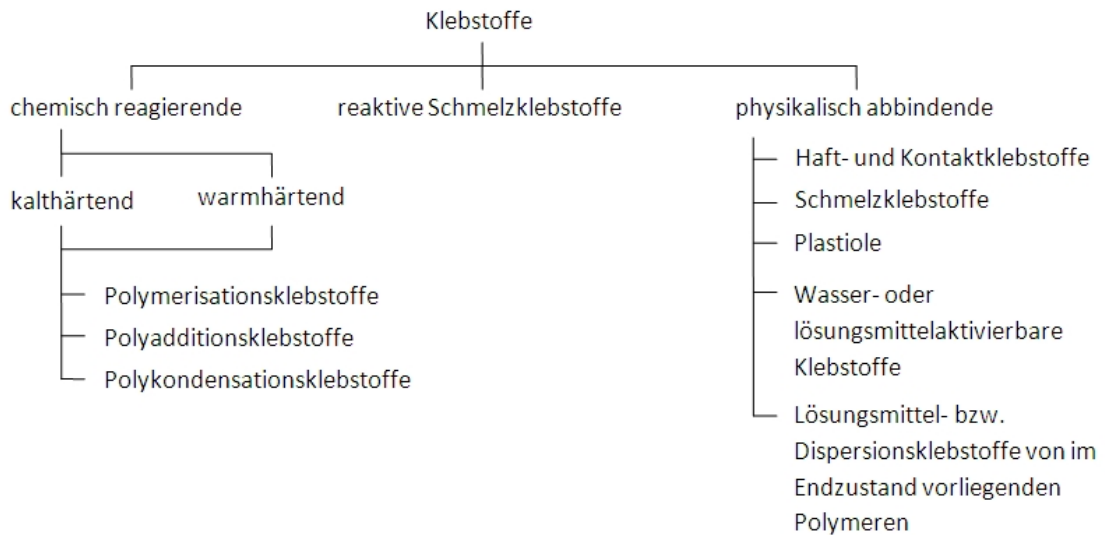 Klebstoffe
chemisch reagierende
reaktive Schmelzklebstoffe
physikalisch abbindende
kalthärtend
warmhärtend
Polymerisationsklebstoffe
Polyadditionsklebstoffe
Polykondensationsklebstoffe
Haft- und Kontaktklebstoffe
Schmelzklebstoffe
Plastiole
Wasser- oder
lösungsmittelaktivierbare
Klebstoffe
Lösungsmittel- bzw.
Dispersionsklebstoffe von im
Endzustand vorliegenden
Polymeren